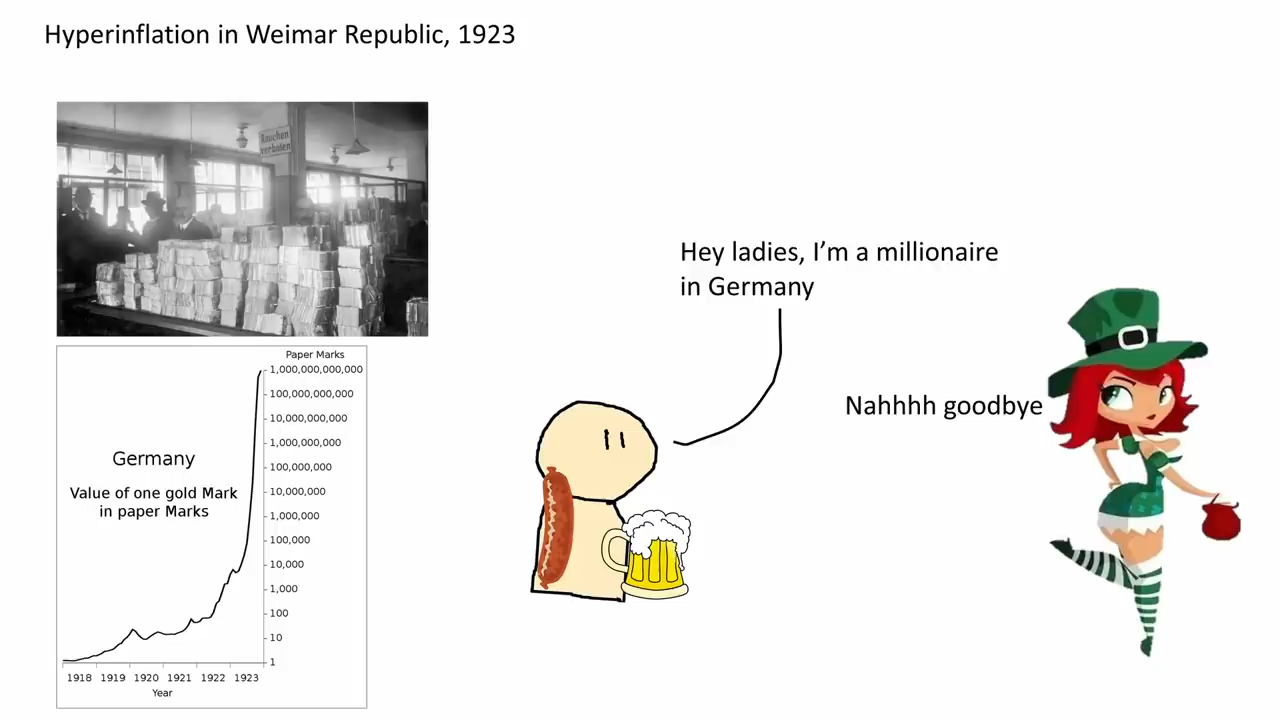 Hyperinflation in Weimar Republic, 1923
Rauchen
verboten
Hey ladies, I’m a millionaire
in Germany
Nahhhh goodbye
Paper Marks
1,000,000,000,000
100,000,000,000
10,000,000,000
1,000,000,000
100,000,000
10,000,000
1,000,000
100,000
10,000
1,000
100
10
1
Germany
Value of one gold Mark
in paper Marks
1918 1919 1920 1921 1922 1923
Year